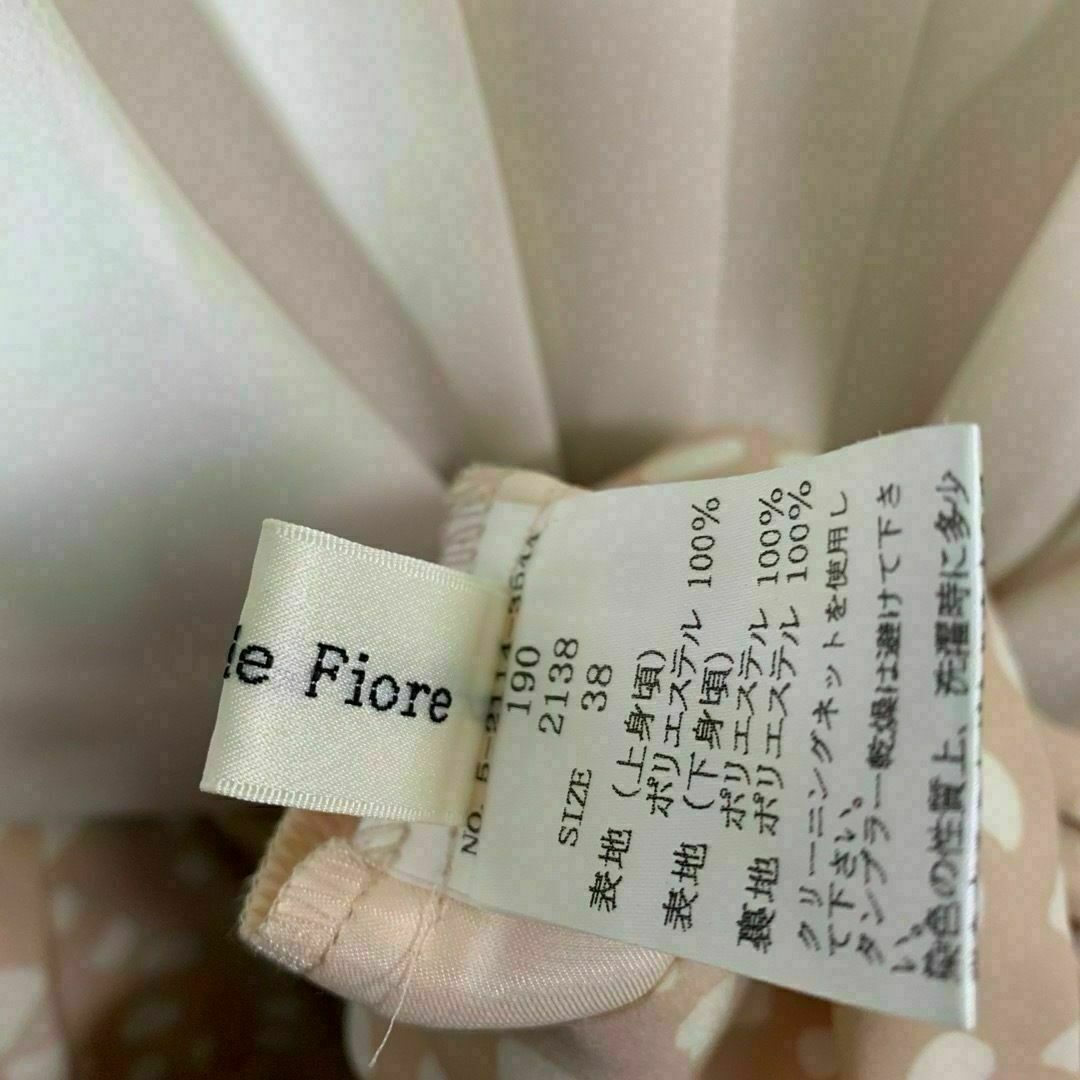 de Fiore
No. 5-2114-3544
190
2138
SIZE 38
表地 (上身頃)
ポリエステル 100%
表地 (下身頃)
ポリエステル 100%
裏地 ポリエステル 100%
クリーニングネットを使用し
て下さい。
タンブラー乾燥は避けて下さ
い。
染色の性質上、洗濯時に多少